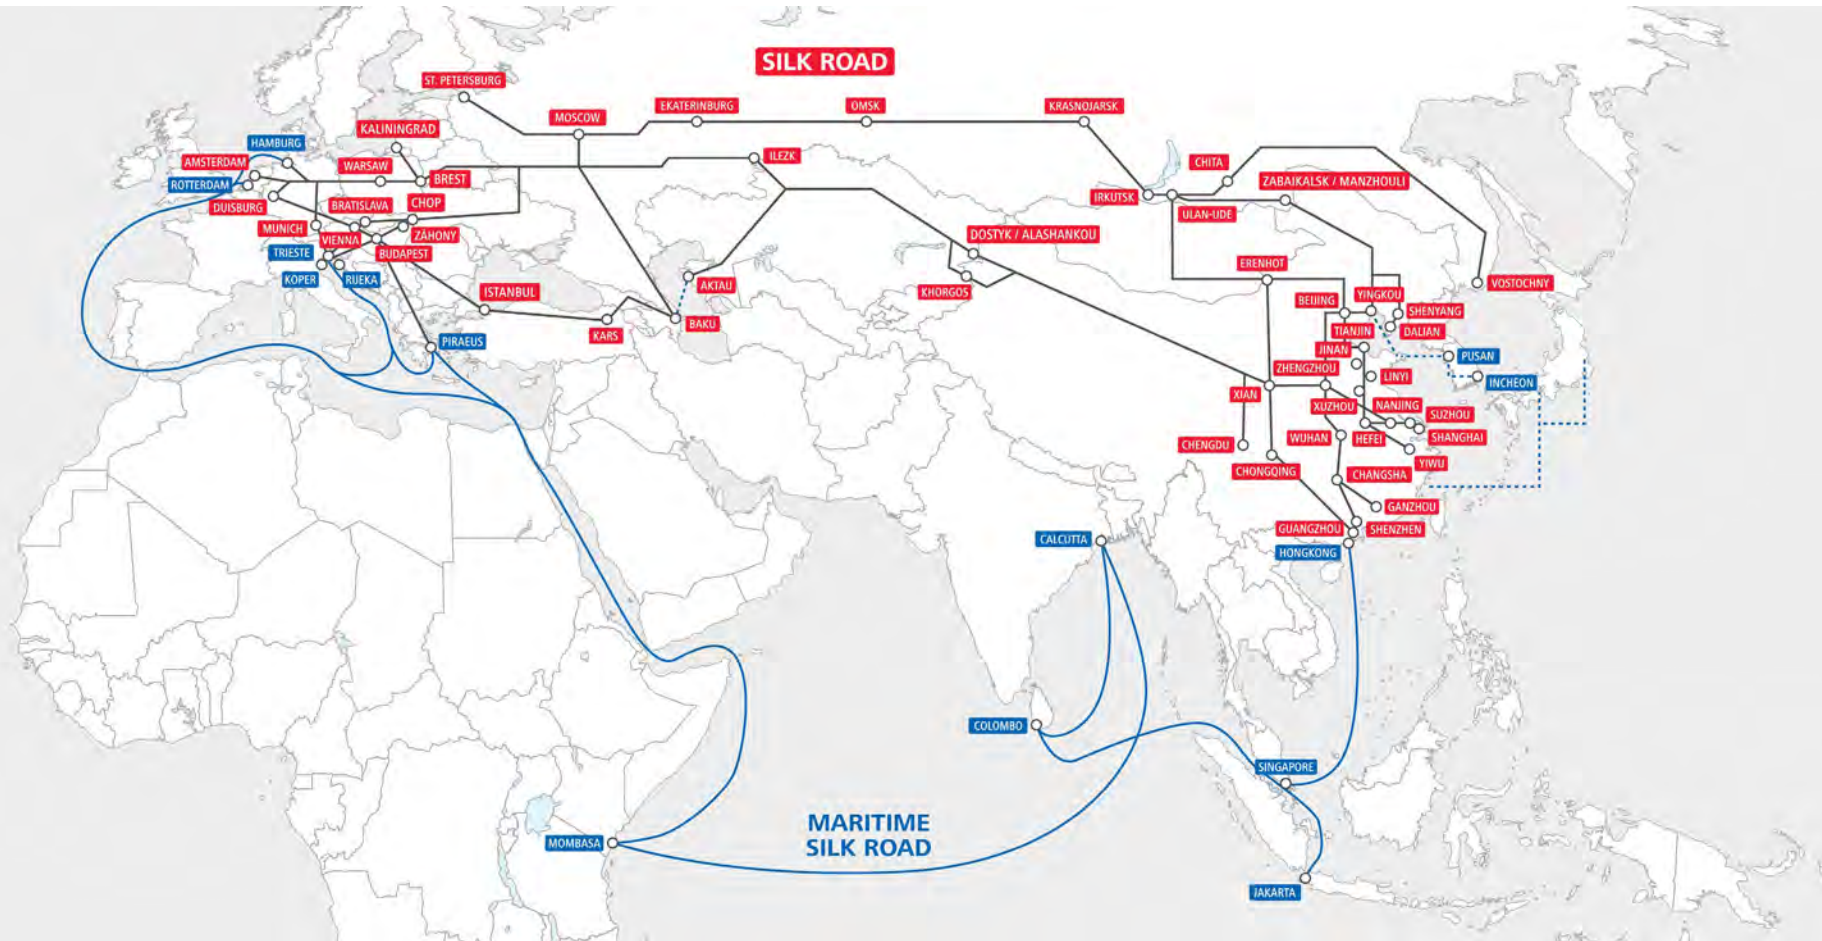 SILK ROAD
ST. PETERSBURG
MOSCOW
EKATERINBURG
OMSK
KRASNOJARSK
KALININGRAD
HAMBURG
AMSTERDAM
WARSAW
BREST
ILEZK
CHITA
ROTTERDAM
ZABAJKALSK / MANZHOULI
IRKUTSK
ULAN-UDE
DUISBURG
BRATISLAVA
CHOP
MUNICH
VIENNA
ZÁHONY
DOSTYK / ALASHANKOU
TRIESTE
BUDAPEST
KOPER
RIJEKA
ERENHOT
ISTANBUL
AKTAU
KHORGOS
VOSTOCHNY
BEIJING
YINGKOU
SHENYANG
KARS
BAKU
TIANJIN
DALIAN
PIRAEUS
JINAN
PUSAN
ZHENGZHOU
LINYI
INCHEON
XIAN
XUZHOU
NANJING
SUZHOU
CHENGDU
WUHAN
HEFEI
SHANGHAI
YIWU
CHONGQING
CHANGSHA
GANZHOU
GUANGZHOU
SHENZHEN
CALCUTTA
HONGKONG
COLOMBO
SINGAPORE
MARITIME
SILK ROAD
MOMBASA
JAKARTA